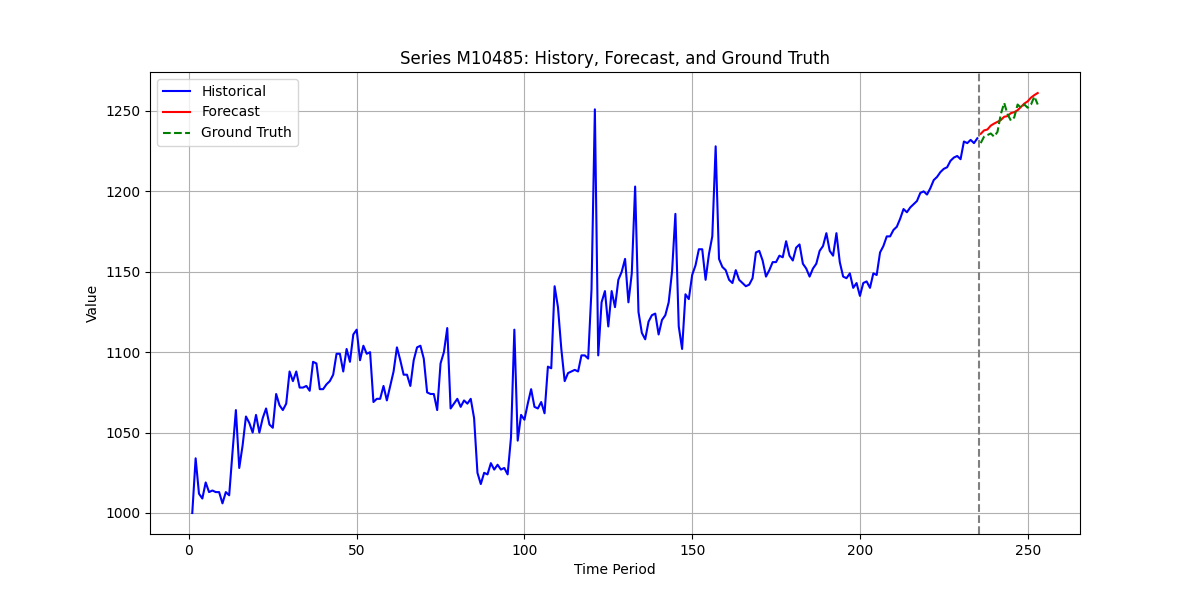 Series M10485: History, Forecast, and Ground Truth
Historical
Forecast
Ground Truth
Value
1250
1200
1150
1100
1050
1000
0 50 100 150 200 250
Time Period